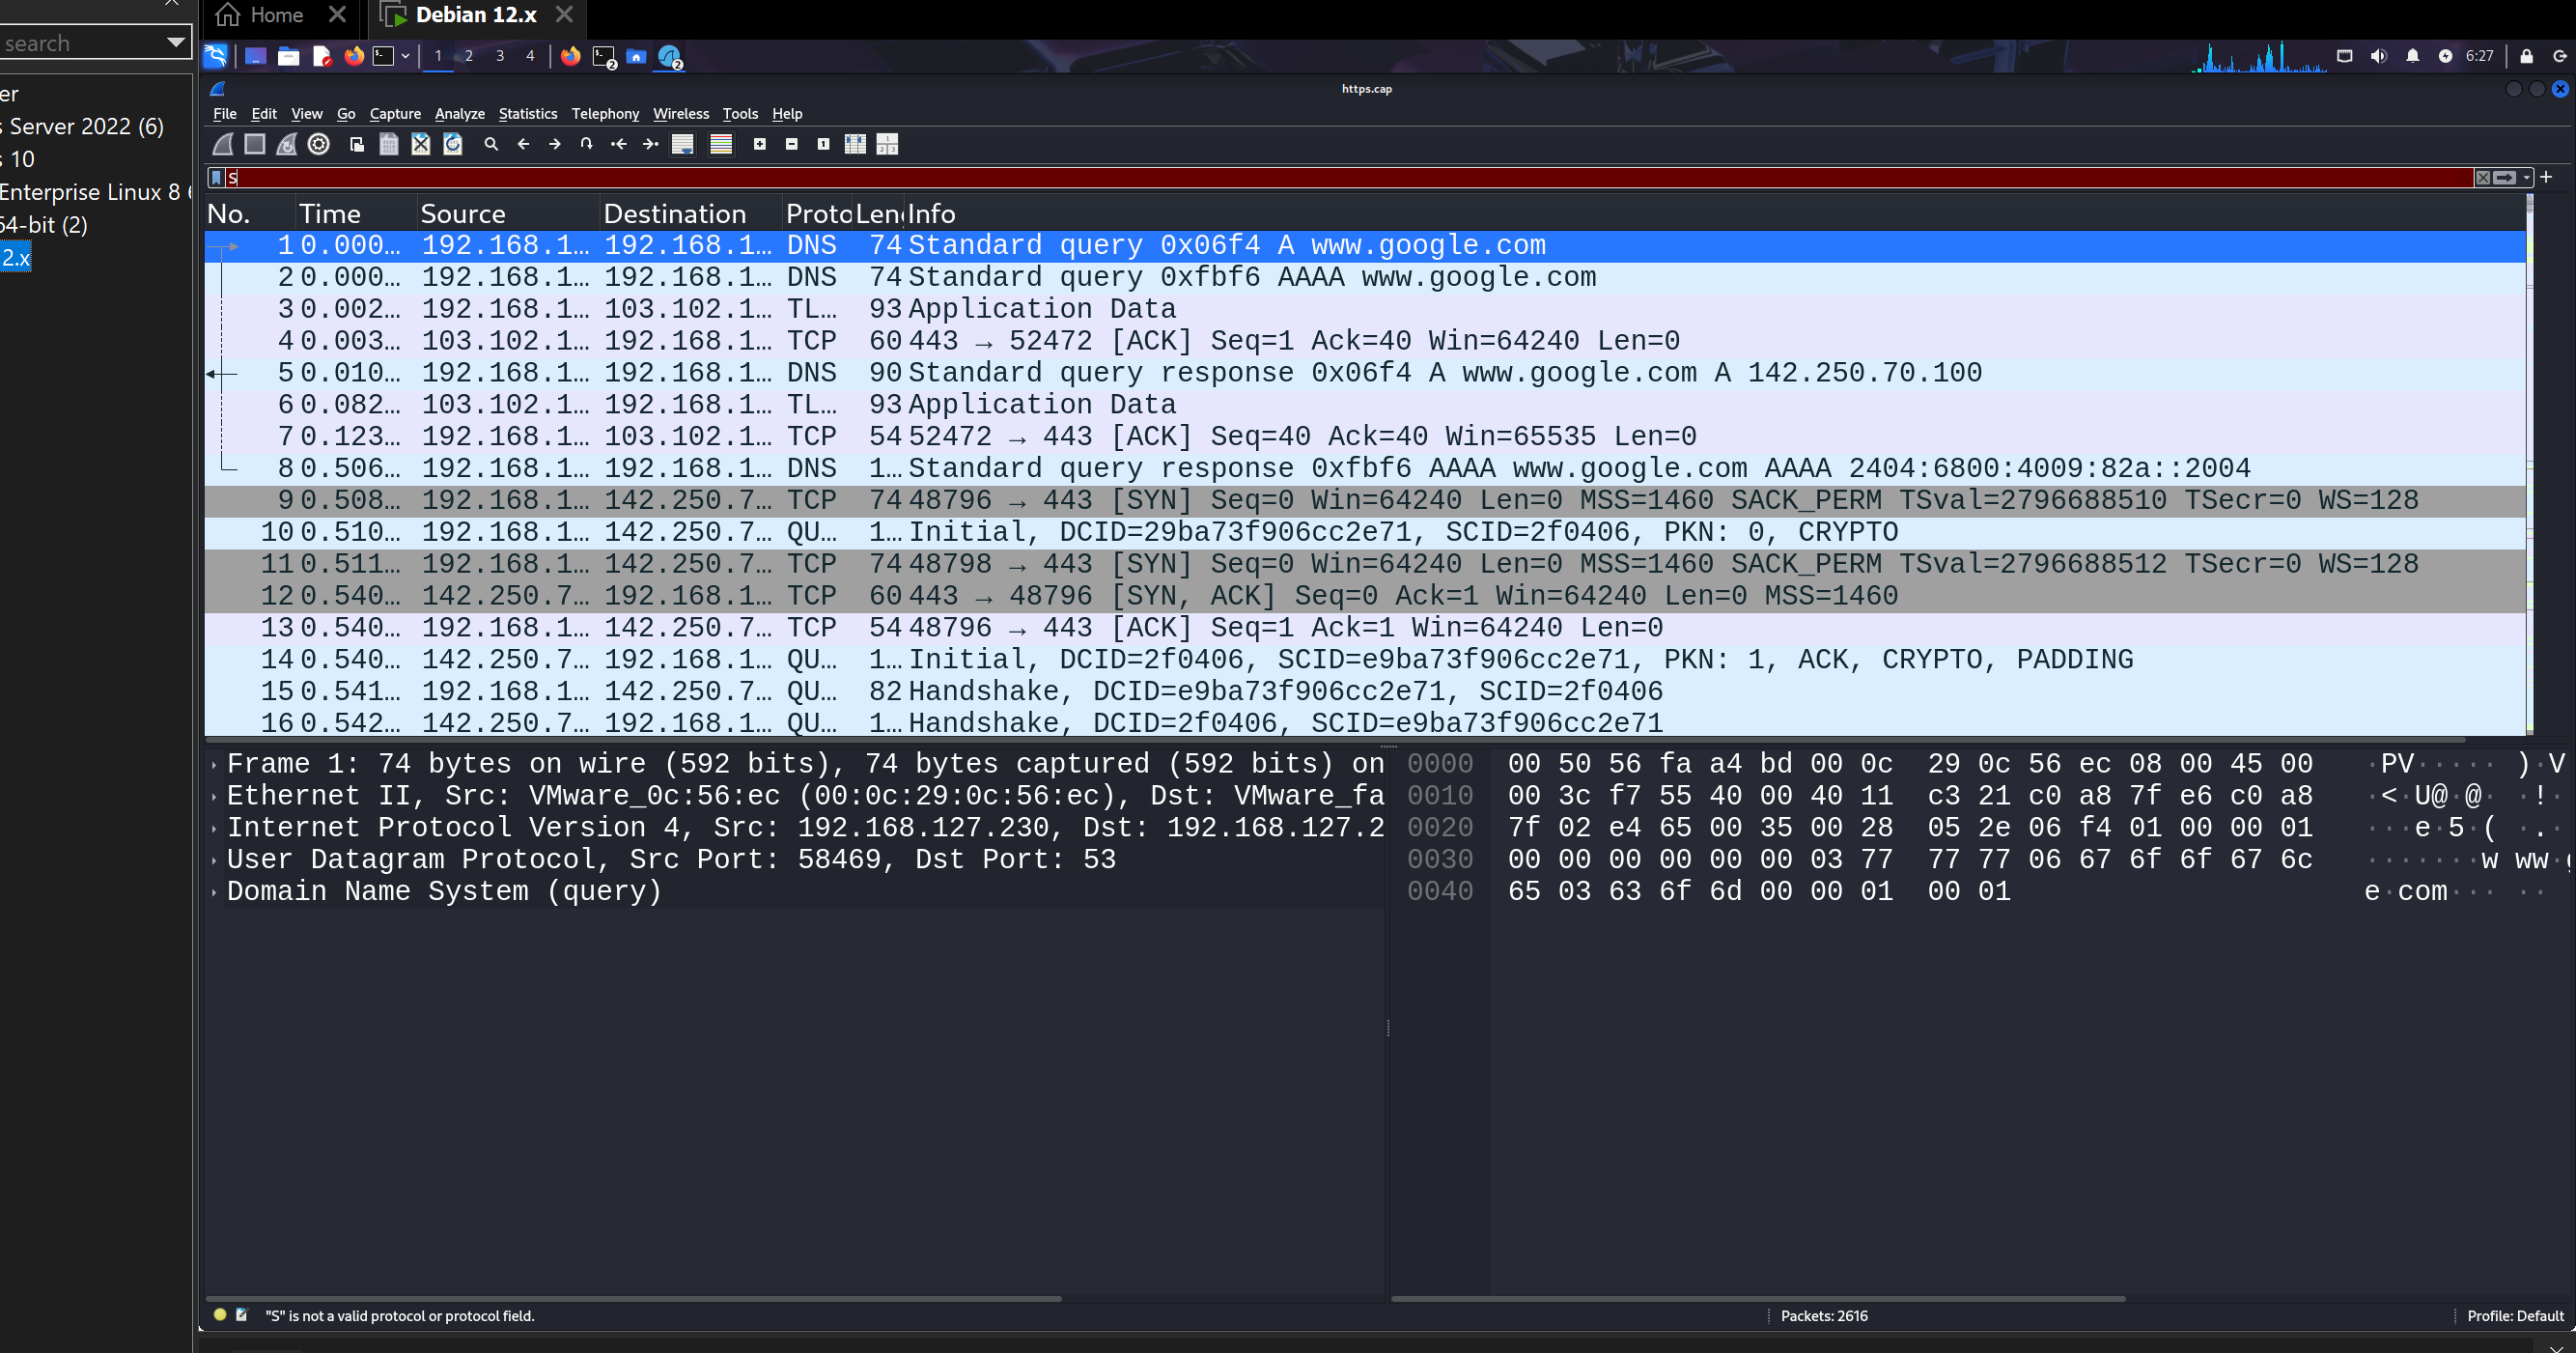 Home
Debian 12.x
search
er
s Server 2022 (6)
s 10
Enterprise Linux 8 6
64-bit (2)
2.x
1 2 3 4
2
2
6:27
https.cap
File Edit View Go Capture Analyze Statistics Telephony Wireless Tools Help
S
No. Time Source Destination Proto Len Info
1 0.000… 192.168.1… 192.168.1… DNS 74 Standard query 0x06f4 A www.google.com
2 0.000… 192.168.1… 192.168.1… DNS 74 Standard query 0xfbf6 AAAA www.google.com
3 0.002… 192.168.1… 103.102.1… TL… 93 Application Data
4 0.003… 103.102.1… 192.168.1… TCP 60 443 → 52472 [ACK] Seq=1 Ack=40 Win=64240 Len=0
5 0.010… 192.168.1… 192.168.1… DNS 90 Standard query response 0x06f4 A www.google.com A 142.250.70.100
6 0.082… 103.102.1… 192.168.1… TL… 93 Application Data
7 0.123… 192.168.1… 103.102.1… TCP 54 52472 → 443 [ACK] Seq=40 Ack=40 Win=65535 Len=0
8 0.506… 192.168.1… 192.168.1… DNS 1… Standard query response 0xfbf6 AAAA www.google.com AAAA 2404:6800:4009:82a::2004
9 0.508… 192.168.1… 142.250.7… TCP 74 48796 → 443 [SYN] Seq=0 Win=64240 Len=0 MSS=1460 SACK_PERM TSval=2796688510 TSecr=0 WS=128
10 0.510… 192.168.1… 142.250.7… QU… 1… Initial, DCID=29ba73f906cc2e71, SCID=2f0406, PKN: 0, CRYPTO
11 0.511… 192.168.1… 142.250.7… TCP 74 48798 → 443 [SYN] Seq=0 Win=64240 Len=0 MSS=1460 SACK_PERM TSval=2796688512 TSecr=0 WS=128
12 0.540… 142.250.7… 192.168.1… TCP 60 443 → 48796 [SYN, ACK] Seq=0 Ack=1 Win=64240 Len=0 MSS=1460
13 0.540… 192.168.1… 142.250.7… TCP 54 48796 → 443 [ACK] Seq=1 Ack=1 Win=64240 Len=0
14 0.540… 142.250.7… 192.168.1… QU… 1… Initial, DCID=2f0406, SCID=e9ba73f906cc2e71, PKN: 1, ACK, CRYPTO, PADDING
15 0.541… 192.168.1… 142.250.7… QU… 82 Handshake, DCID=e9ba73f906cc2e71, SCID=2f0406
16 0.542… 142.250.7… 192.168.1… QU… 1… Handshake, DCID=2f0406, SCID=e9ba73f906cc2e71
Frame 1: 74 bytes on wire (592 bits), 74 bytes captured (592 bits) on
Ethernet II, Src: VMware_0c:56:ec (00:0c:29:0c:56:ec), Dst: VMware_fa
Internet Protocol Version 4, Src: 192.168.127.230, Dst: 192.168.127.2
User Datagram Protocol, Src Port: 58469, Dst Port: 53
Domain Name System (query)
0000 00 50 56 fa a4 bd 00 0c 29 0c 56 ec 08 00 45 00 ·PV····· )·V
0010 00 3c f7 55 40 00 40 11 c3 21 c0 a8 7f e6 c0 a8 ·<·U@·@· ·!·
0020 7f 02 e4 65 00 35 00 28 05 2e 06 f4 01 00 00 01 ···e·5·( ·.·
0030 00 00 00 00 00 00 03 77 77 77 06 67 6f 6f 67 6c ·······w ww·g
0040 65 03 63 6f 6d 00 00 01 00 01 e·com··· ··
"S" is not a valid protocol or protocol field.
Packets: 2616
Profile: Default